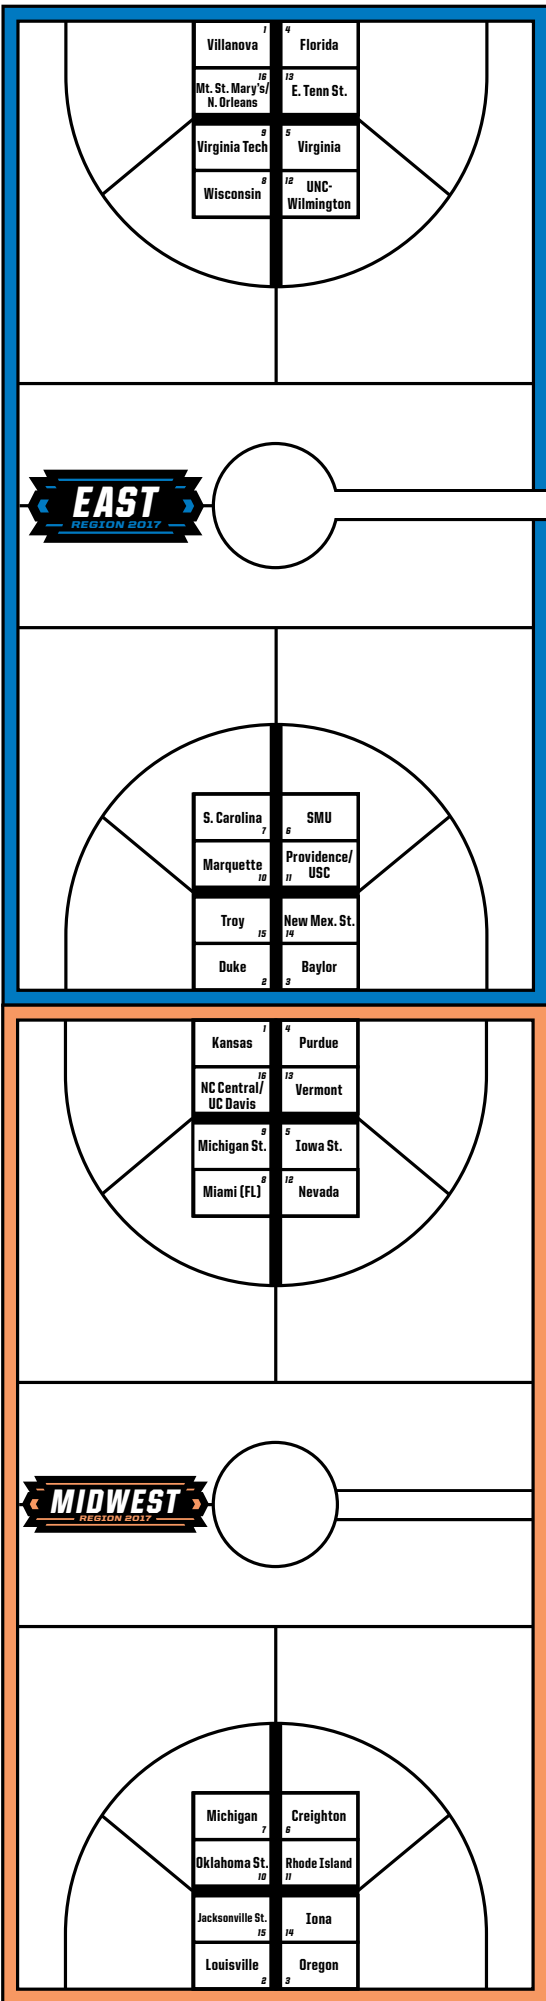 1
Villanova
4
Florida
16
Mt. St. Mary's/
N. Orleans
13
E. Tenn St.
9
Virginia Tech
5
Virginia
8
Wisconsin
12
UNC-
Wilmington
EAST
REGION 2017
S. Carolina
7
SMU
6
Marquette
10
Providence/
USC
11
Troy
15
New Mex. St.
14
Duke
2
Baylor
3
1
Kansas
4
Purdue
16
NC Central/
UC Davis
13
Vermont
9
Michigan St.
5
Iowa St.
8
Miami (FL)
12
Nevada
MIDWEST
REGION 2017
Michigan
7
Creighton
6
Oklahoma St.
10
Rhode Island
11
Jacksonville St.
15
Iona
14
Louisville
2
Oregon
3